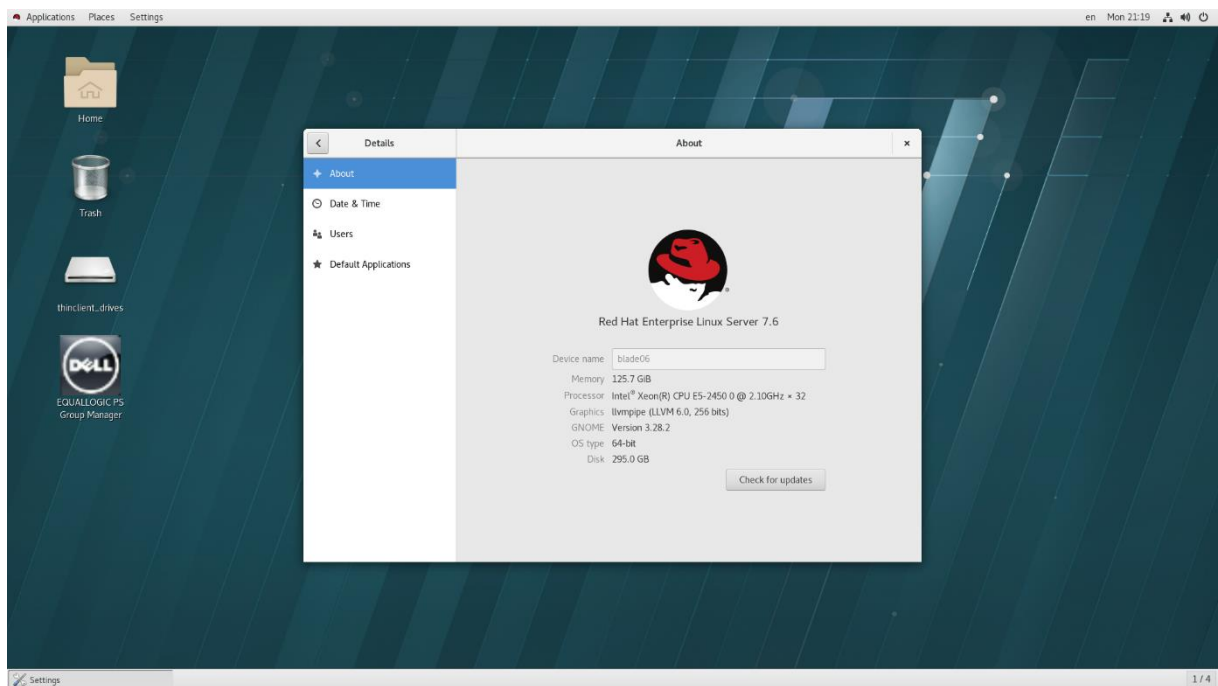 Applications Places Settings
en Mon 21:19
Home
Trash
thinclient_drives
DELL
EQUALLOGIC PS
Group Manager
Details
About
About
Date & Time
Users
Default Applications
Red Hat Enterprise Linux Server 7.6
Device name blade06
Memory 125.7 GiB
Processor Intel® Xeon(R) CPU E5-2450 0 @ 2.10GHz × 32
Graphics llvmpipe (LLVM 6.0, 256 bits)
GNOME Version 3.28.2
OS type 64-bit
Disk 295.0 GB
Check for updates
Settings
1 / 4